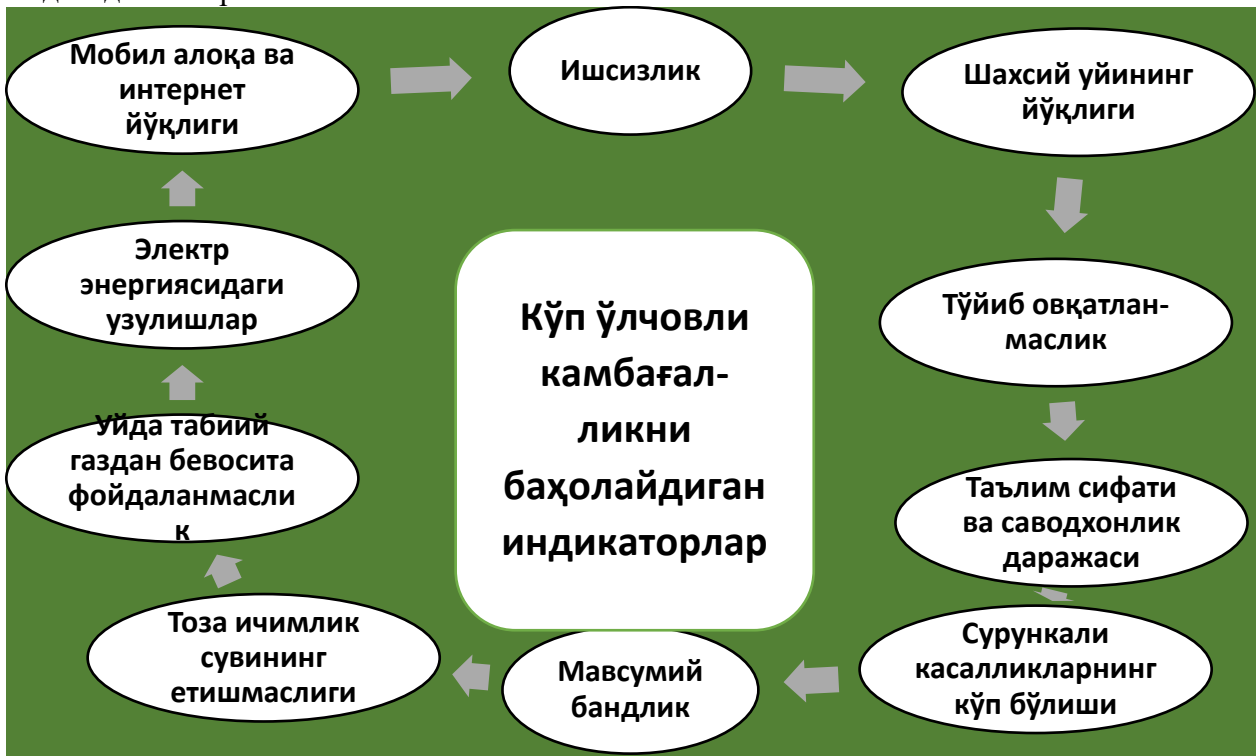 Мобил алоқа ва
интернет
йўқлиги
Ишсизлик
Шахсий уйининг
йўқлиги
Тўйиб овқатлан-
маслик
Таълим сифати
ва саводхонлик
даражаси
Сурункали
касалликларнинг
кўп бўлиши
Мавсумий
бандлик
Тоза ичимлик
сувининг
етишмаслиги
Уйда табиий
газдан бевосита
фойдаланмасли
к
Электр
энергиясидаги
узулишлар
Кўп ўлчовли
камбағал-
ликни
баҳолайдиган
индикаторлар